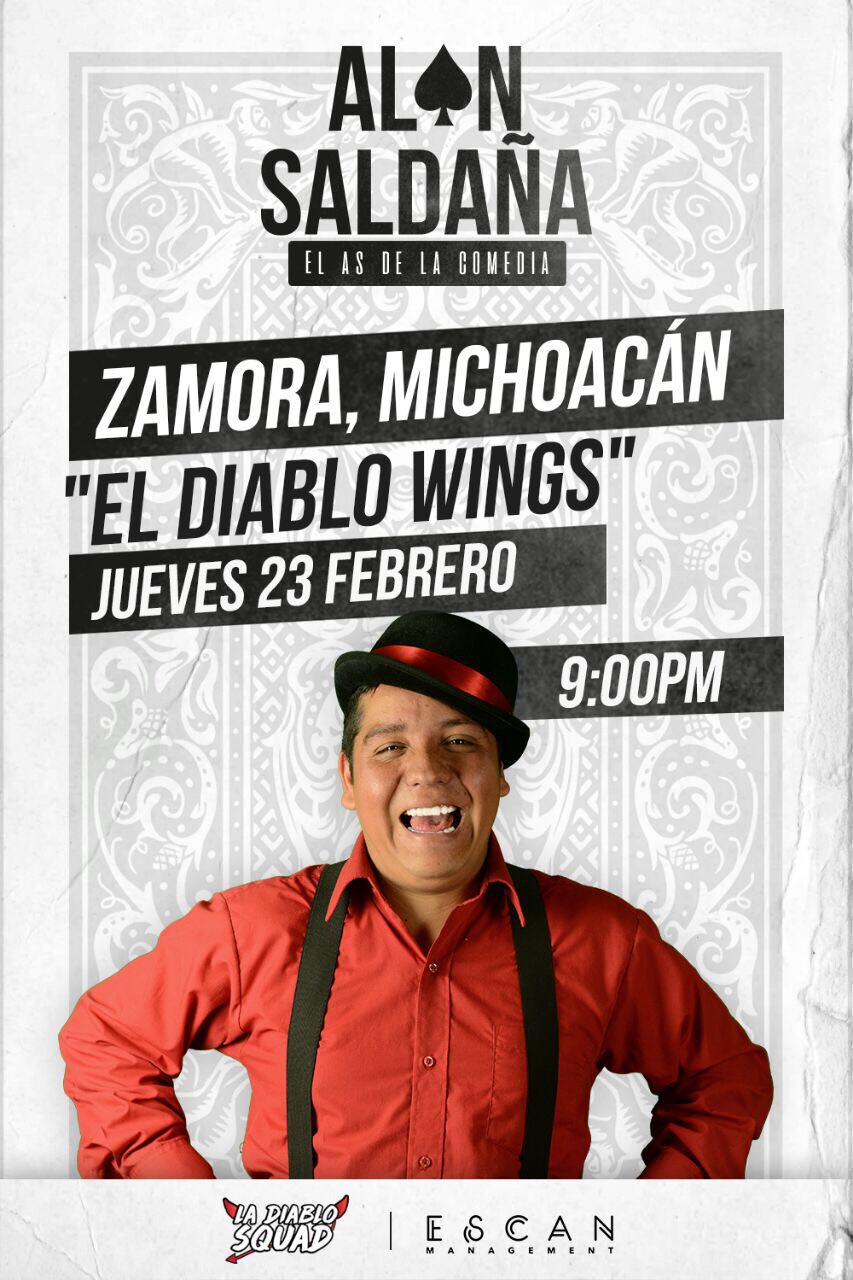 AL♠N
SALDAÑA
EL AS DE LA COMEDIA
ZAMORA, MICHOACÁN
"EL DIABLO WINGS"
JUEVES 23 FEBRERO
9:00PM
LA DIABLO
SQUAD
ESCAN
MANAGEMENT